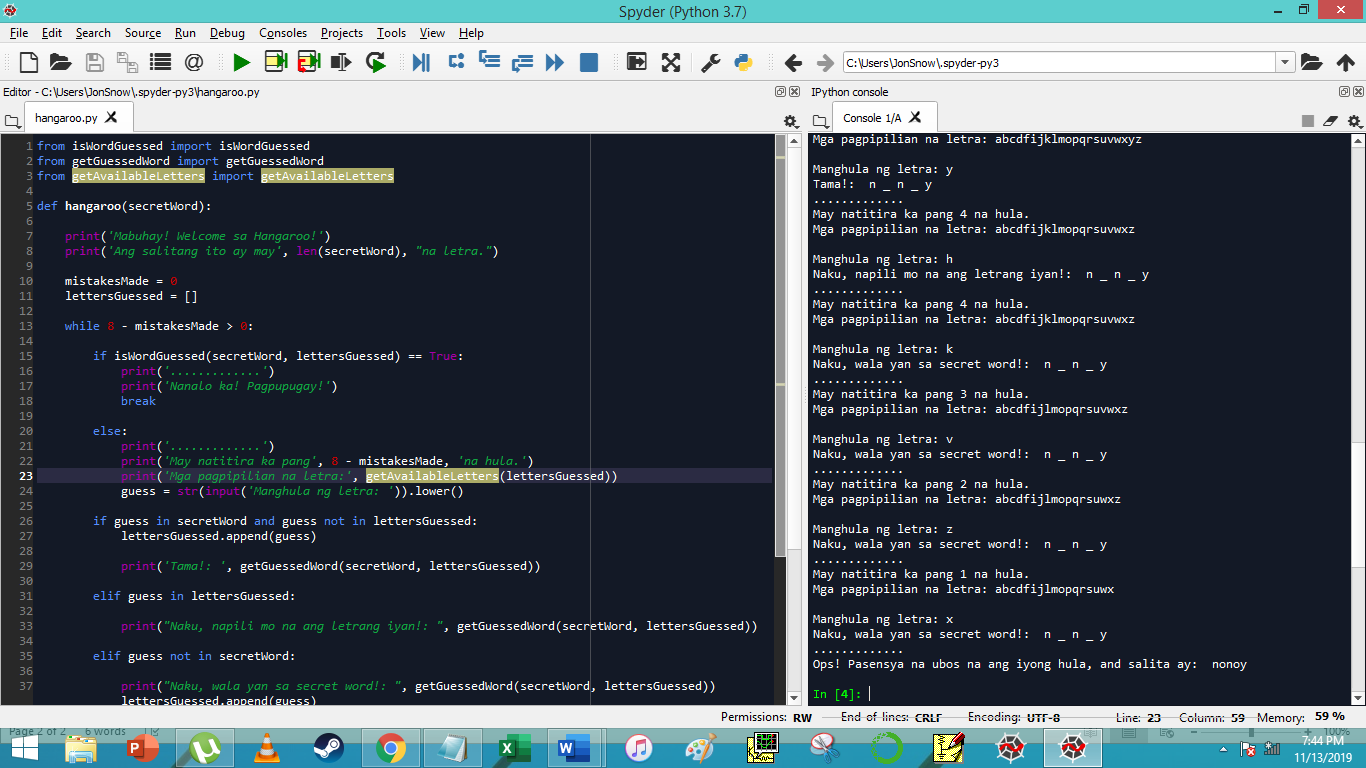 Spyder (Python 3.7)
File Edit Search Source Run Debug Consoles Projects Tools View Help
C:\Users\JonSnow\.spyder-py3
Editor - C:\Users\JonSnow\.spyder-py3\hangaroo.py
hangaroo.py
1 from isWordGuessed import isWordGuessed
2 from getGuessedWord import getGuessedWord
3 from getAvailableLetters import getAvailableLetters
4
5 def hangaroo(secretWord):
6
7 print('Mabuhay! Welcome sa Hangaroo!')
8 print('Ang salitang ito ay may', len(secretWord), "na letra.")
9
10 mistakesMade = 0
11 lettersGuessed = []
12
13 while 8 - mistakesMade > 0:
14
15 if isWordGuessed(secretWord, lettersGuessed) == True:
16 print('.............')
17 print('Nanalo ka! Pagpupugay!')
18 break
19
20 else:
21 print('.............')
22 print('May natitira ka pang', 8 - mistakesMade, 'na hula.')
23 print('Mga pagpipilian na letra:', getAvailableLetters(lettersGuessed))
24 guess = str(input('Manghula ng letra: ')).lower()
25
26 if guess in secretWord and guess not in lettersGuessed:
27 lettersGuessed.append(guess)
28
29 print('Tama!: ', getGuessedWord(secretWord, lettersGuessed))
30
31 elif guess in lettersGuessed:
32
33 print("Naku, napili mo na ang letrang iyan!: ", getGuessedWord(secretWord, lettersGuessed))
34
35 elif guess not in secretWord:
36
37 print("Naku, wala yan sa secret word!: ", getGuessedWord(secretWord, lettersGuessed))
lettersGuessed.append(guess)
IPython console
Console 1/A
Mga pagpipilian na letra: abcdfijklmopqrsuvwxyz
Manghula ng letra: y
Tama!: n _ n _ y
.............
May natitira ka pang 4 na hula.
Mga pagpipilian na letra: abcdfijklmopqrsuvwxz
Manghula ng letra: h
Naku, napili mo na ang letrang iyan!: n _ n _ y
.............
May natitira ka pang 4 na hula.
Mga pagpipilian na letra: abcdfijklmopqrsuvwxz
Manghula ng letra: k
Naku, wala yan sa secret word!: n _ n _ y
.............
May natitira ka pang 3 na hula.
Mga pagpipilian na letra: abcdfijlmopqrsuvwxz
Manghula ng letra: v
Naku, wala yan sa secret word!: n _ n _ y
.............
May natitira ka pang 2 na hula.
Mga pagpipilian na letra: abcdfijlmopqrsuwxz
Manghula ng letra: z
Naku, wala yan sa secret word!: n _ n _ y
.............
May natitira ka pang 1 na hula.
Mga pagpipilian na letra: abcdfijlmopqrsuwx
Manghula ng letra: x
Naku, wala yan sa secret word!: n _ n _ y
.............
Ops! Pasensya na ubos na ang iyong hula, and salita ay: nonoy
In [4]:
Permissions: RW End-of-lines: CRLF Encoding: UTF-8 Line: 23 Column: 59 Memory: 59 %
Page 2 of 2 6 words 100%
7:44 PM
11/13/2019